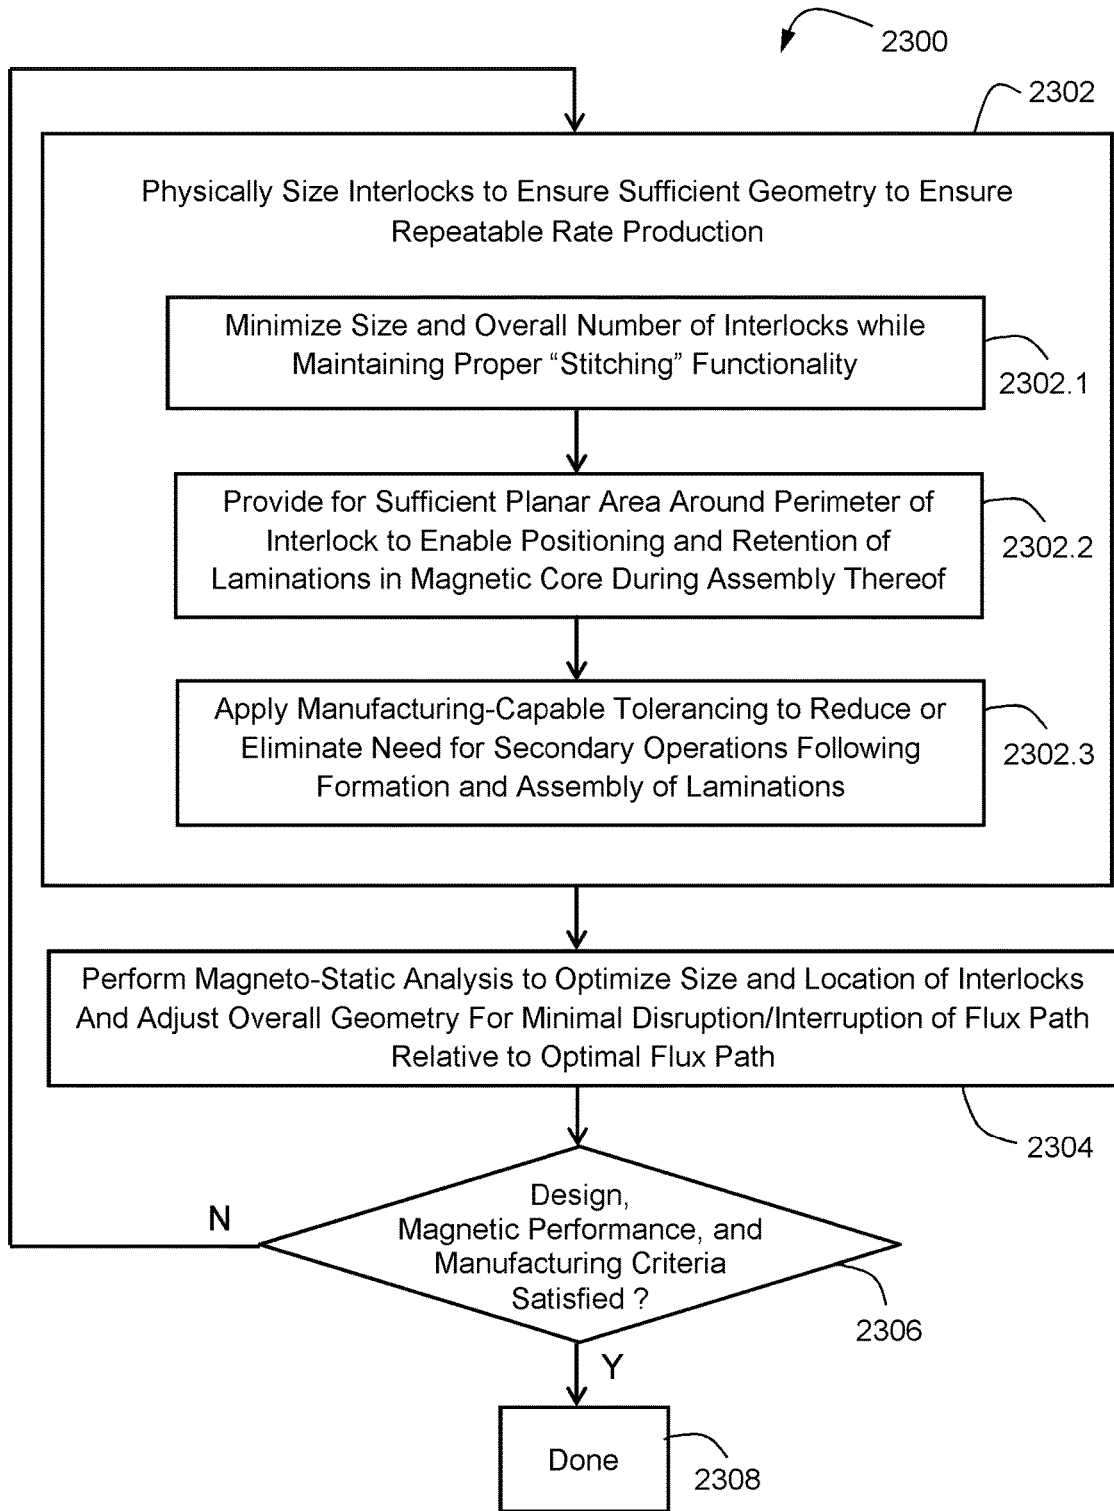 2300
2302
Physically Size Interlocks to Ensure Sufficient Geometry to Ensure
Repeatable Rate Production
Minimize Size and Overall Number of Interlocks while
Maintaining Proper “Stitching” Functionality
2302.1
Provide for Sufficient Planar Area Around Perimeter of
Interlock to Enable Positioning and Retention of
Laminations in Magnetic Core During Assembly Thereof
2302.2
Apply Manufacturing-Capable Tolerancing to Reduce or
Eliminate Need for Secondary Operations Following
Formation and Assembly of Laminations
2302.3
Perform Magneto-Static Analysis to Optimize Size and Location of Interlocks
And Adjust Overall Geometry For Minimal Disruption/Interruption of Flux Path
Relative to Optimal Flux Path
2304
N
Design,
Magnetic Performance, and
Manufacturing Criteria
Satisfied ?
2306
Y
Done
2308